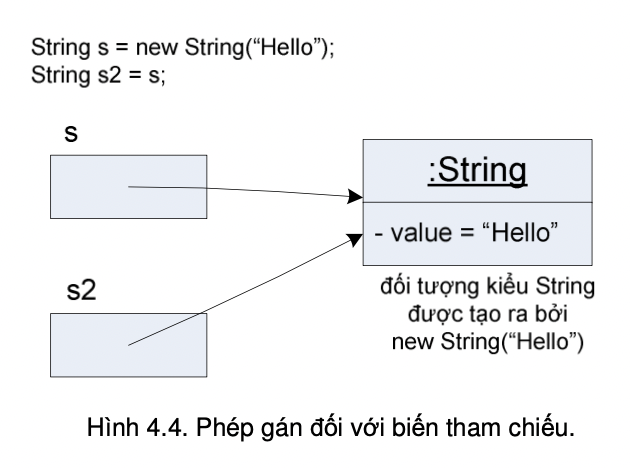 String s = new String(“Hello”);
String s2 = s;
s
:String
- value = “Hello”
s2
đối tượng kiểu String
được tạo ra bởi
new String(“Hello”)
Hình 4.4. Phép gán đối với biến tham chiếu.